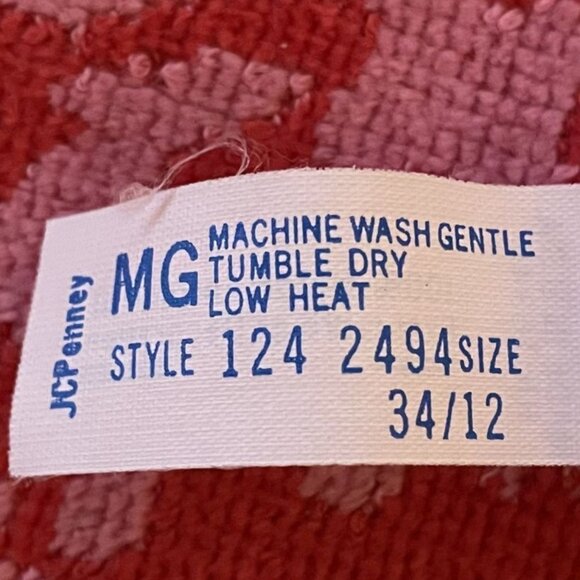 JCPenney
MG
MACHINE WASH GENTLE
TUMBLE DRY
LOW HEAT
STYLE 124 2494 SIZE
34/12